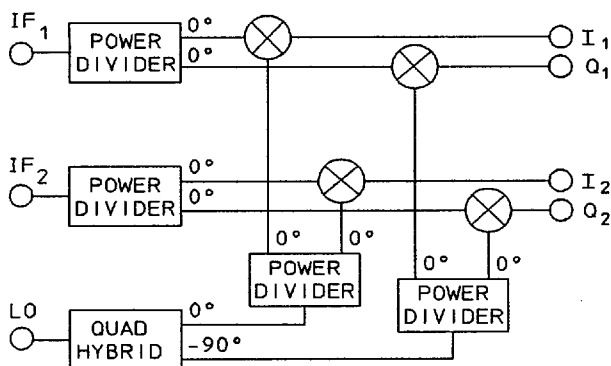 IF1
POWER
DIVIDER
0°
0°
I1
Q1
IF2
POWER
DIVIDER
0°
0°
I2
Q2
0°
0°
POWER
DIVIDER
0°
0°
POWER
DIVIDER
LO
QUAD
HYBRID
0°
-90°